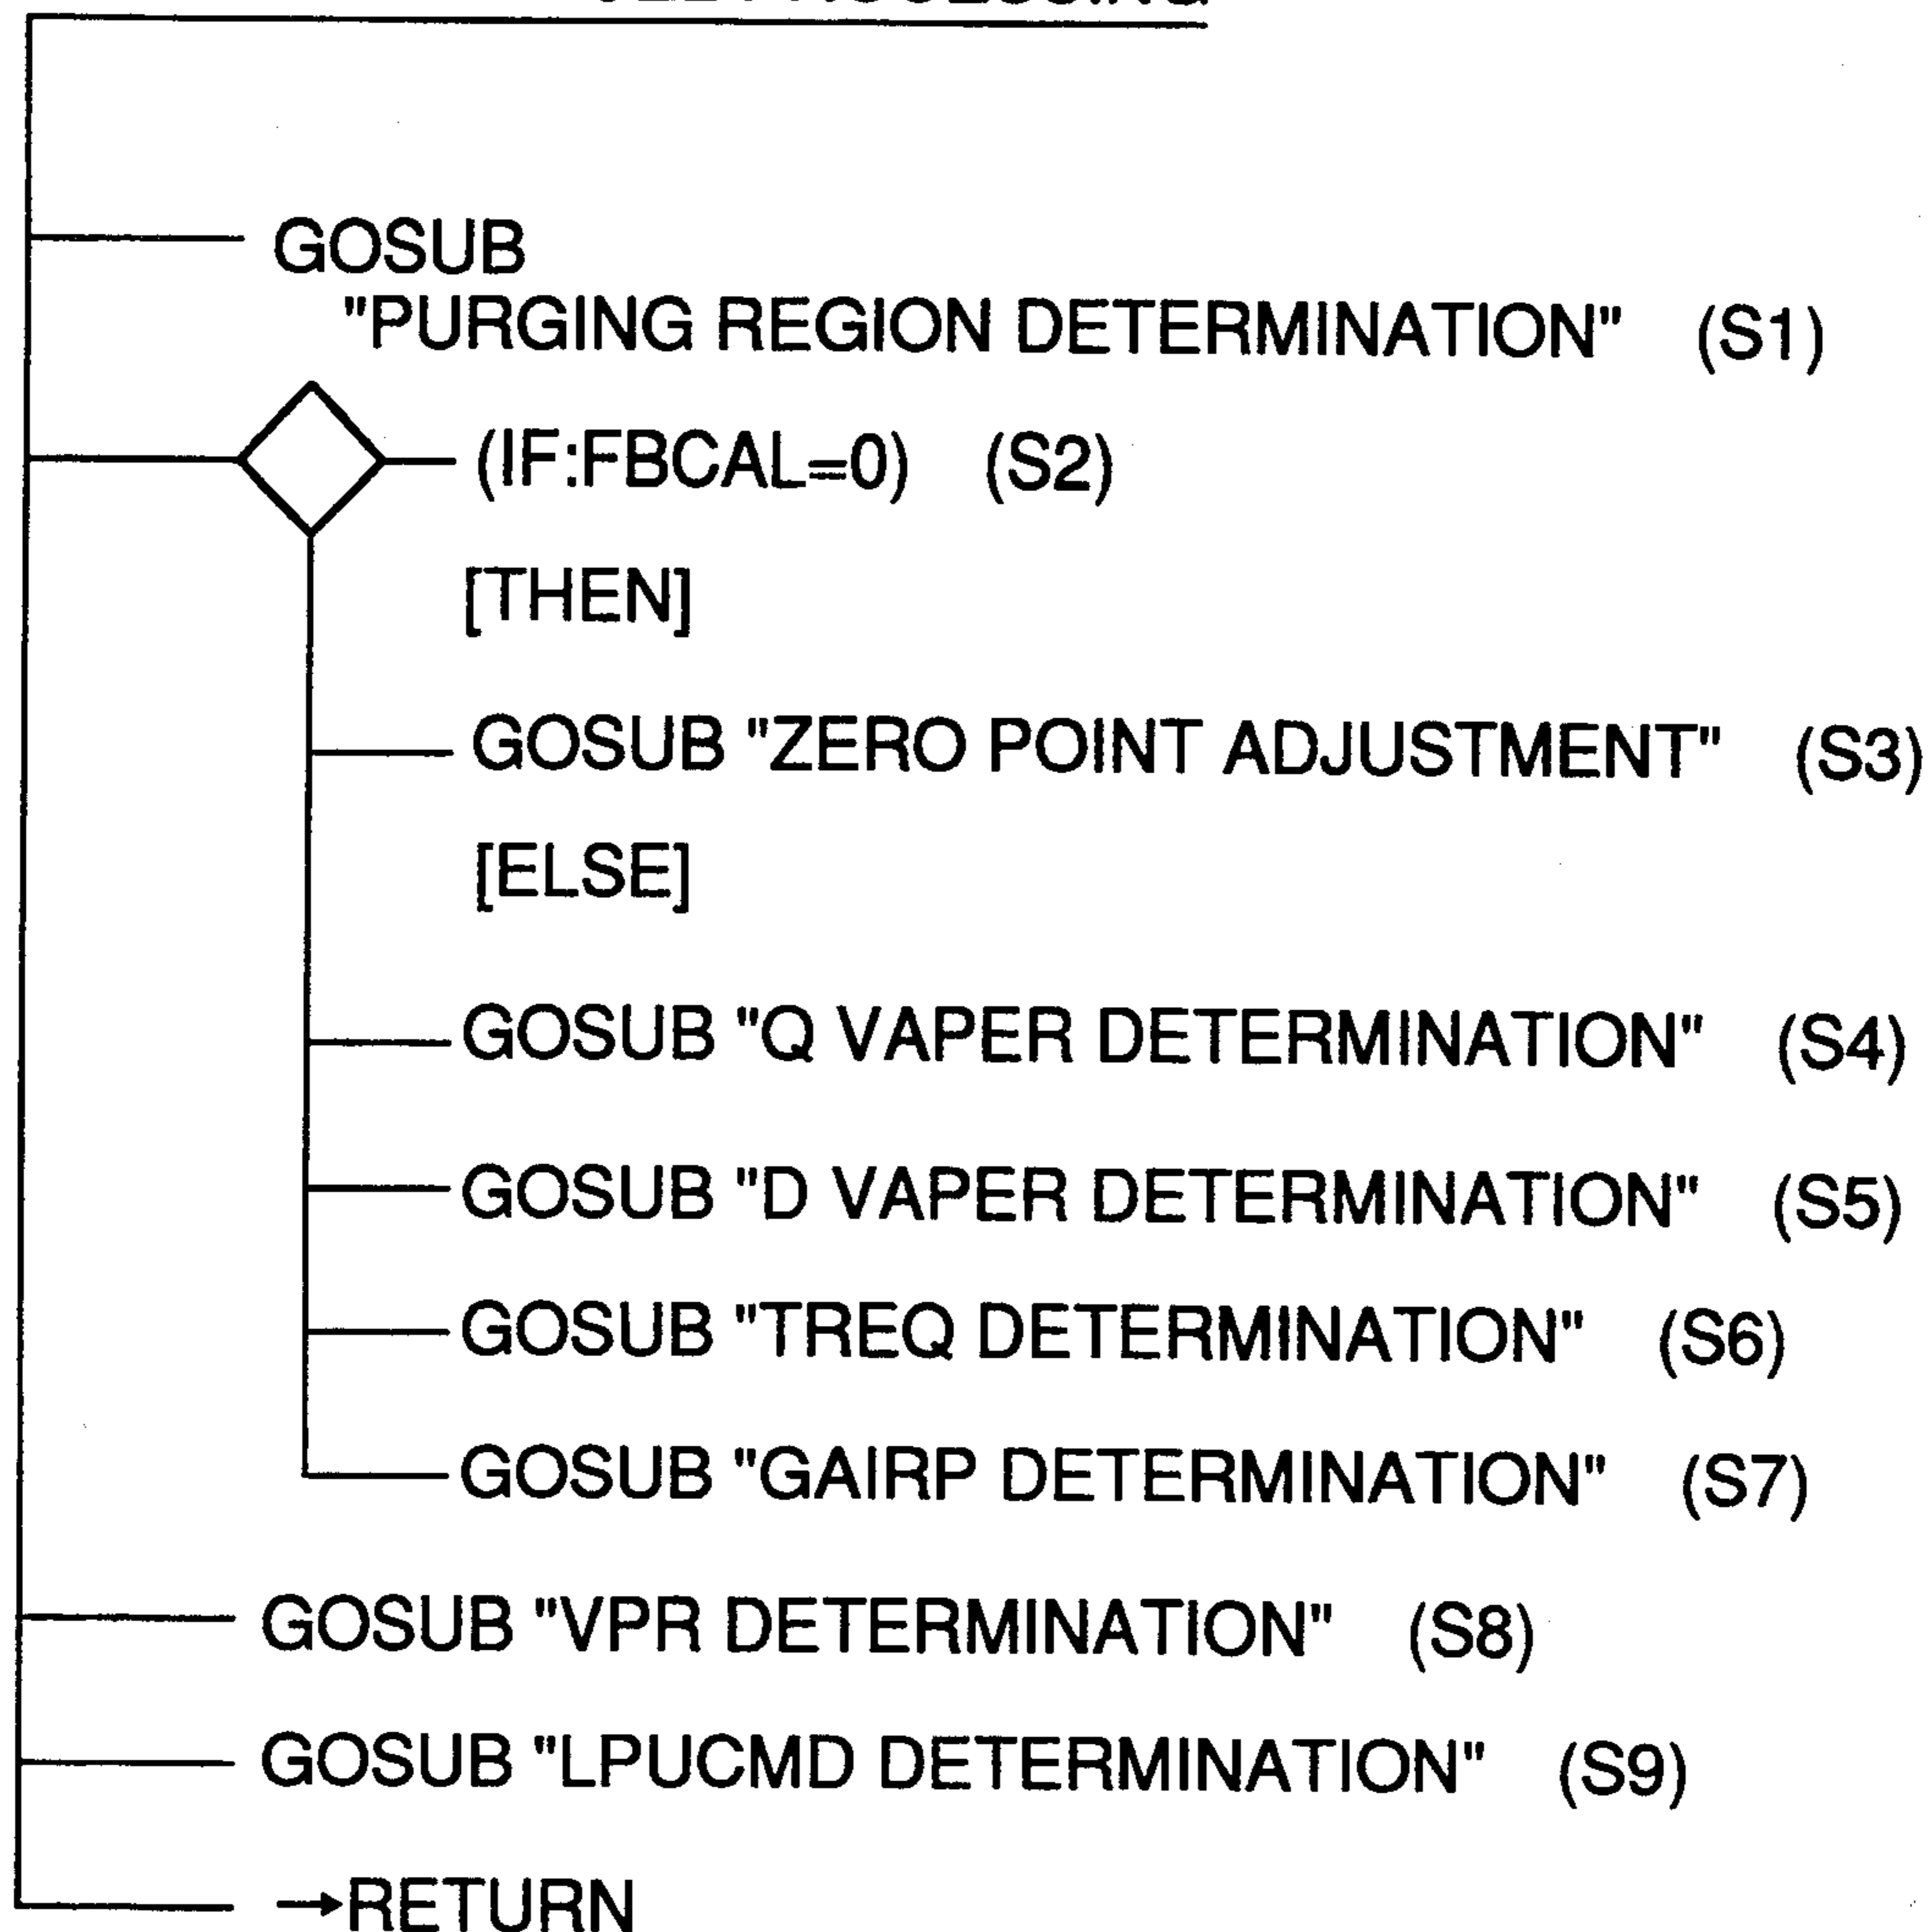 PROCESSING
GOSUB
"PURGING REGION DETERMINATION" (S1)
(IF:FBCAL=0) (S2)
[THEN]
GOSUB "ZERO POINT ADJUSTMENT" (S3)
[ELSE]
GOSUB "Q VAPER DETERMINATION" (S4)
GOSUB "D VAPER DETERMINATION" (S5)
GOSUB "TREQ DETERMINATION" (S6)
GOSUB "GAIRP DETERMINATION" (S7)
GOSUB "VPR DETERMINATION" (S8)
GOSUB "LPUCMD DETERMINATION" (S9)
→RETURN